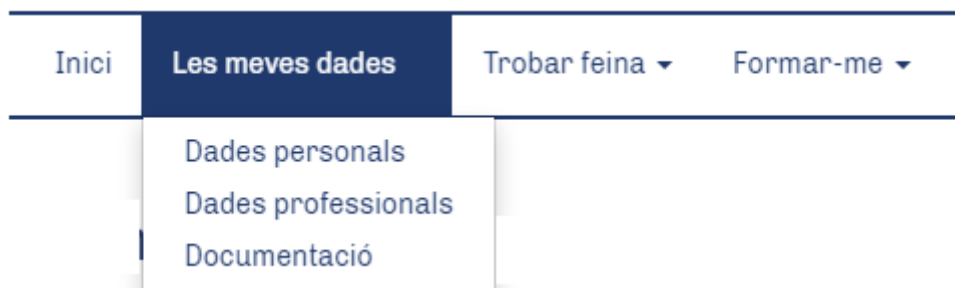 Inici Les meves dades Trobar feina Formar-me
Dades personals
Dades professionals
Documentació